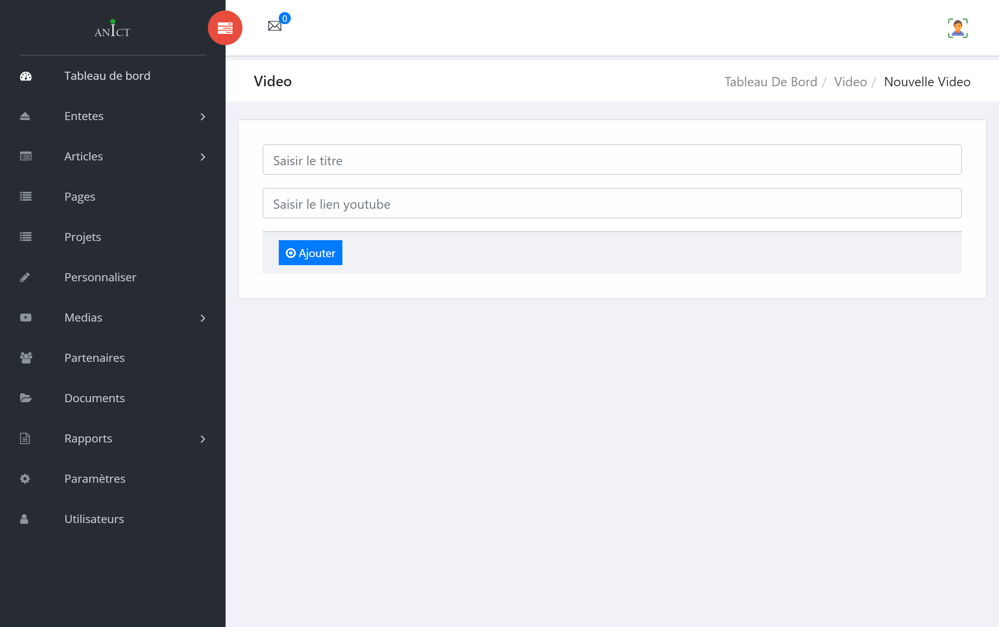 ANICT
0
Tableau de bord
Entetes
Articles
Pages
Projets
Personnaliser
Medias
Partenaires
Documents
Rapports
Paramètres
Utilisateurs
Video
Tableau De Bord / Video / Nouvelle Video
Saisir le titre
Saisir le lien youtube
Ajouter